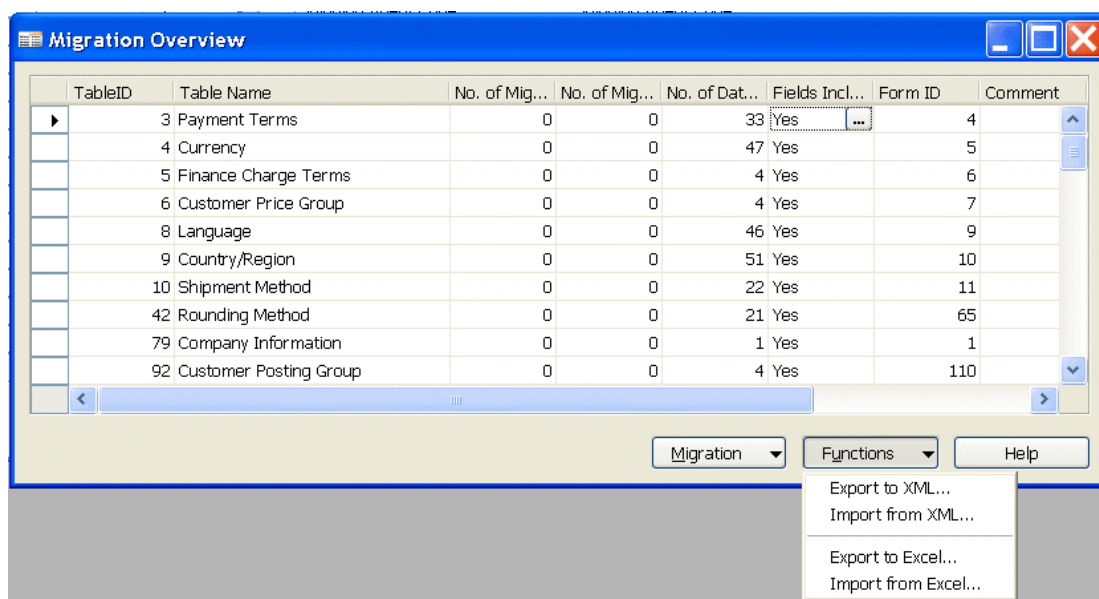 Migration Overview
TableID Table Name No. of Mig... No. of Mig... No. of Dat... Fields Incl... Form ID Comment
3 Payment Terms 0 0 33 Yes ... 4
4 Currency 0 0 47 Yes 5
5 Finance Charge Terms 0 0 4 Yes 6
6 Customer Price Group 0 0 4 Yes 7
8 Language 0 0 46 Yes 9
9 Country/Region 0 0 51 Yes 10
10 Shipment Method 0 0 22 Yes 11
42 Rounding Method 0 0 21 Yes 65
79 Company Information 0 0 1 Yes 1
92 Customer Posting Group 0 0 4 Yes 110
Migration Functions Help
Export to XML...
Import from XML...
Export to Excel...
Import from Excel...